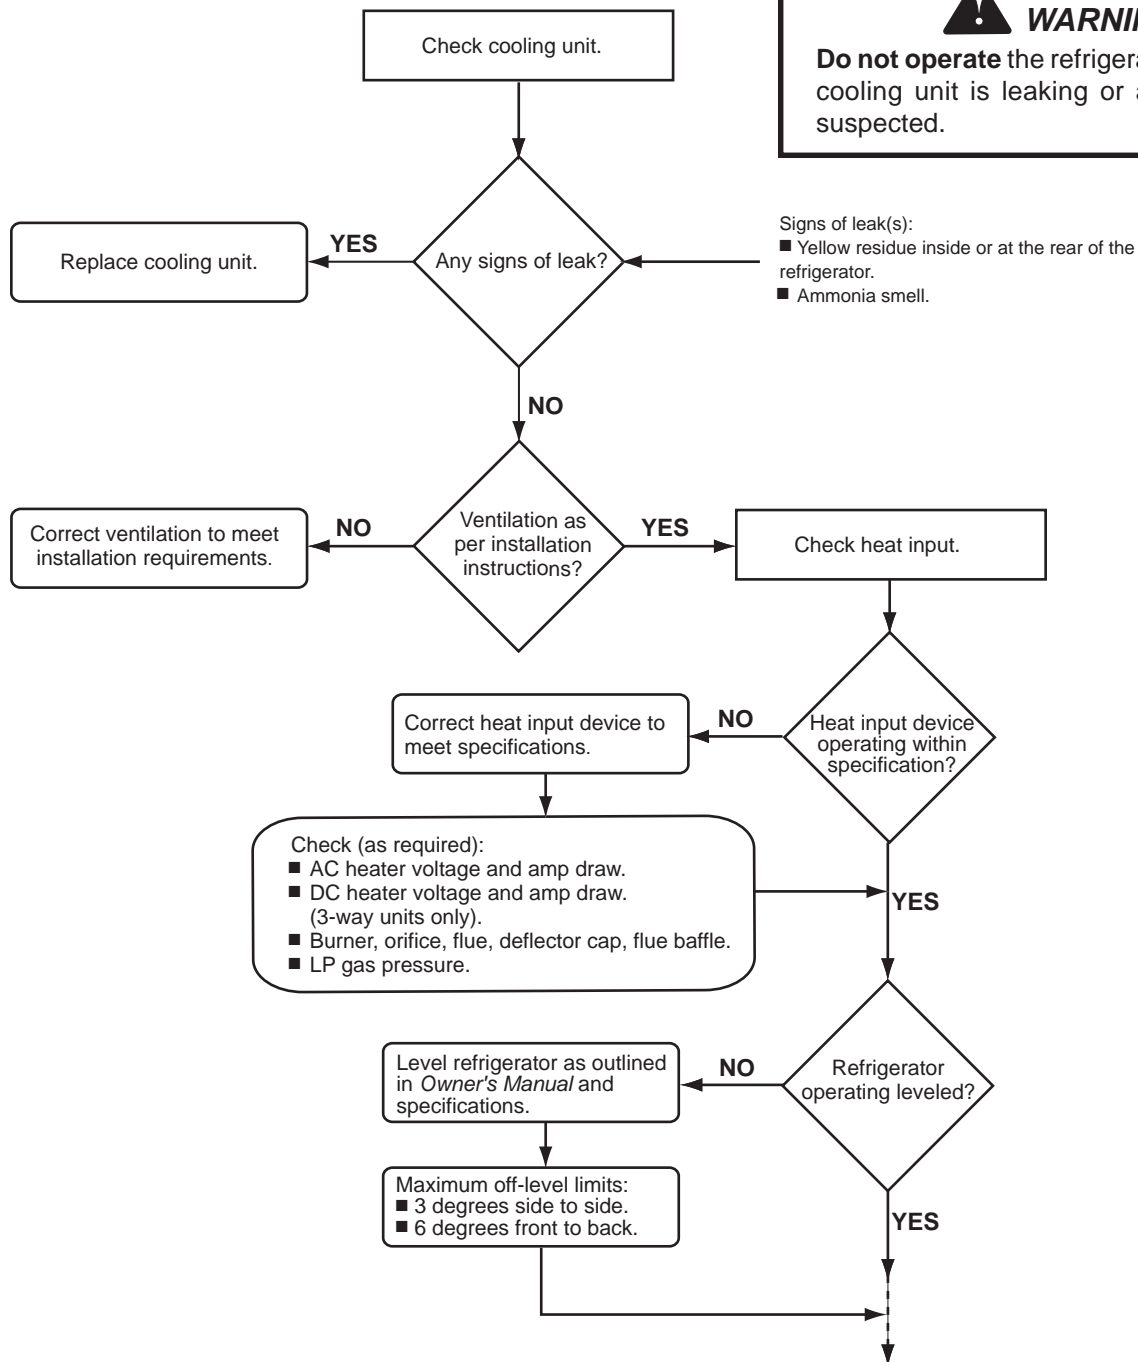 Check cooling unit.
WARNIN
Do not operate the refrigera
cooling unit is leaking or a
suspected.
Signs of leak(s):
■ Yellow residue inside or at the rear of the
refrigerator.
■ Ammonia smell.
YES
Replace cooling unit.
Any signs of leak?
NO
Correct ventilation to meet
installation requirements.
NO
Ventilation as
per installation
instructions?
YES
Check heat input.
Correct heat input device to
meet specifications.
NO
Heat input device
operating within
specification?
Check (as required):
■ AC heater voltage and amp draw.
■ DC heater voltage and amp draw.
(3-way units only).
■ Burner, orifice, flue, deflector cap, flue baffle.
■ LP gas pressure.
YES
Level refrigerator as outlined
in Owner's Manual and
specifications.
NO
Refrigerator
operating leveled?
Maximum off-level limits:
■ 3 degrees side to side.
■ 6 degrees front to back.
YES